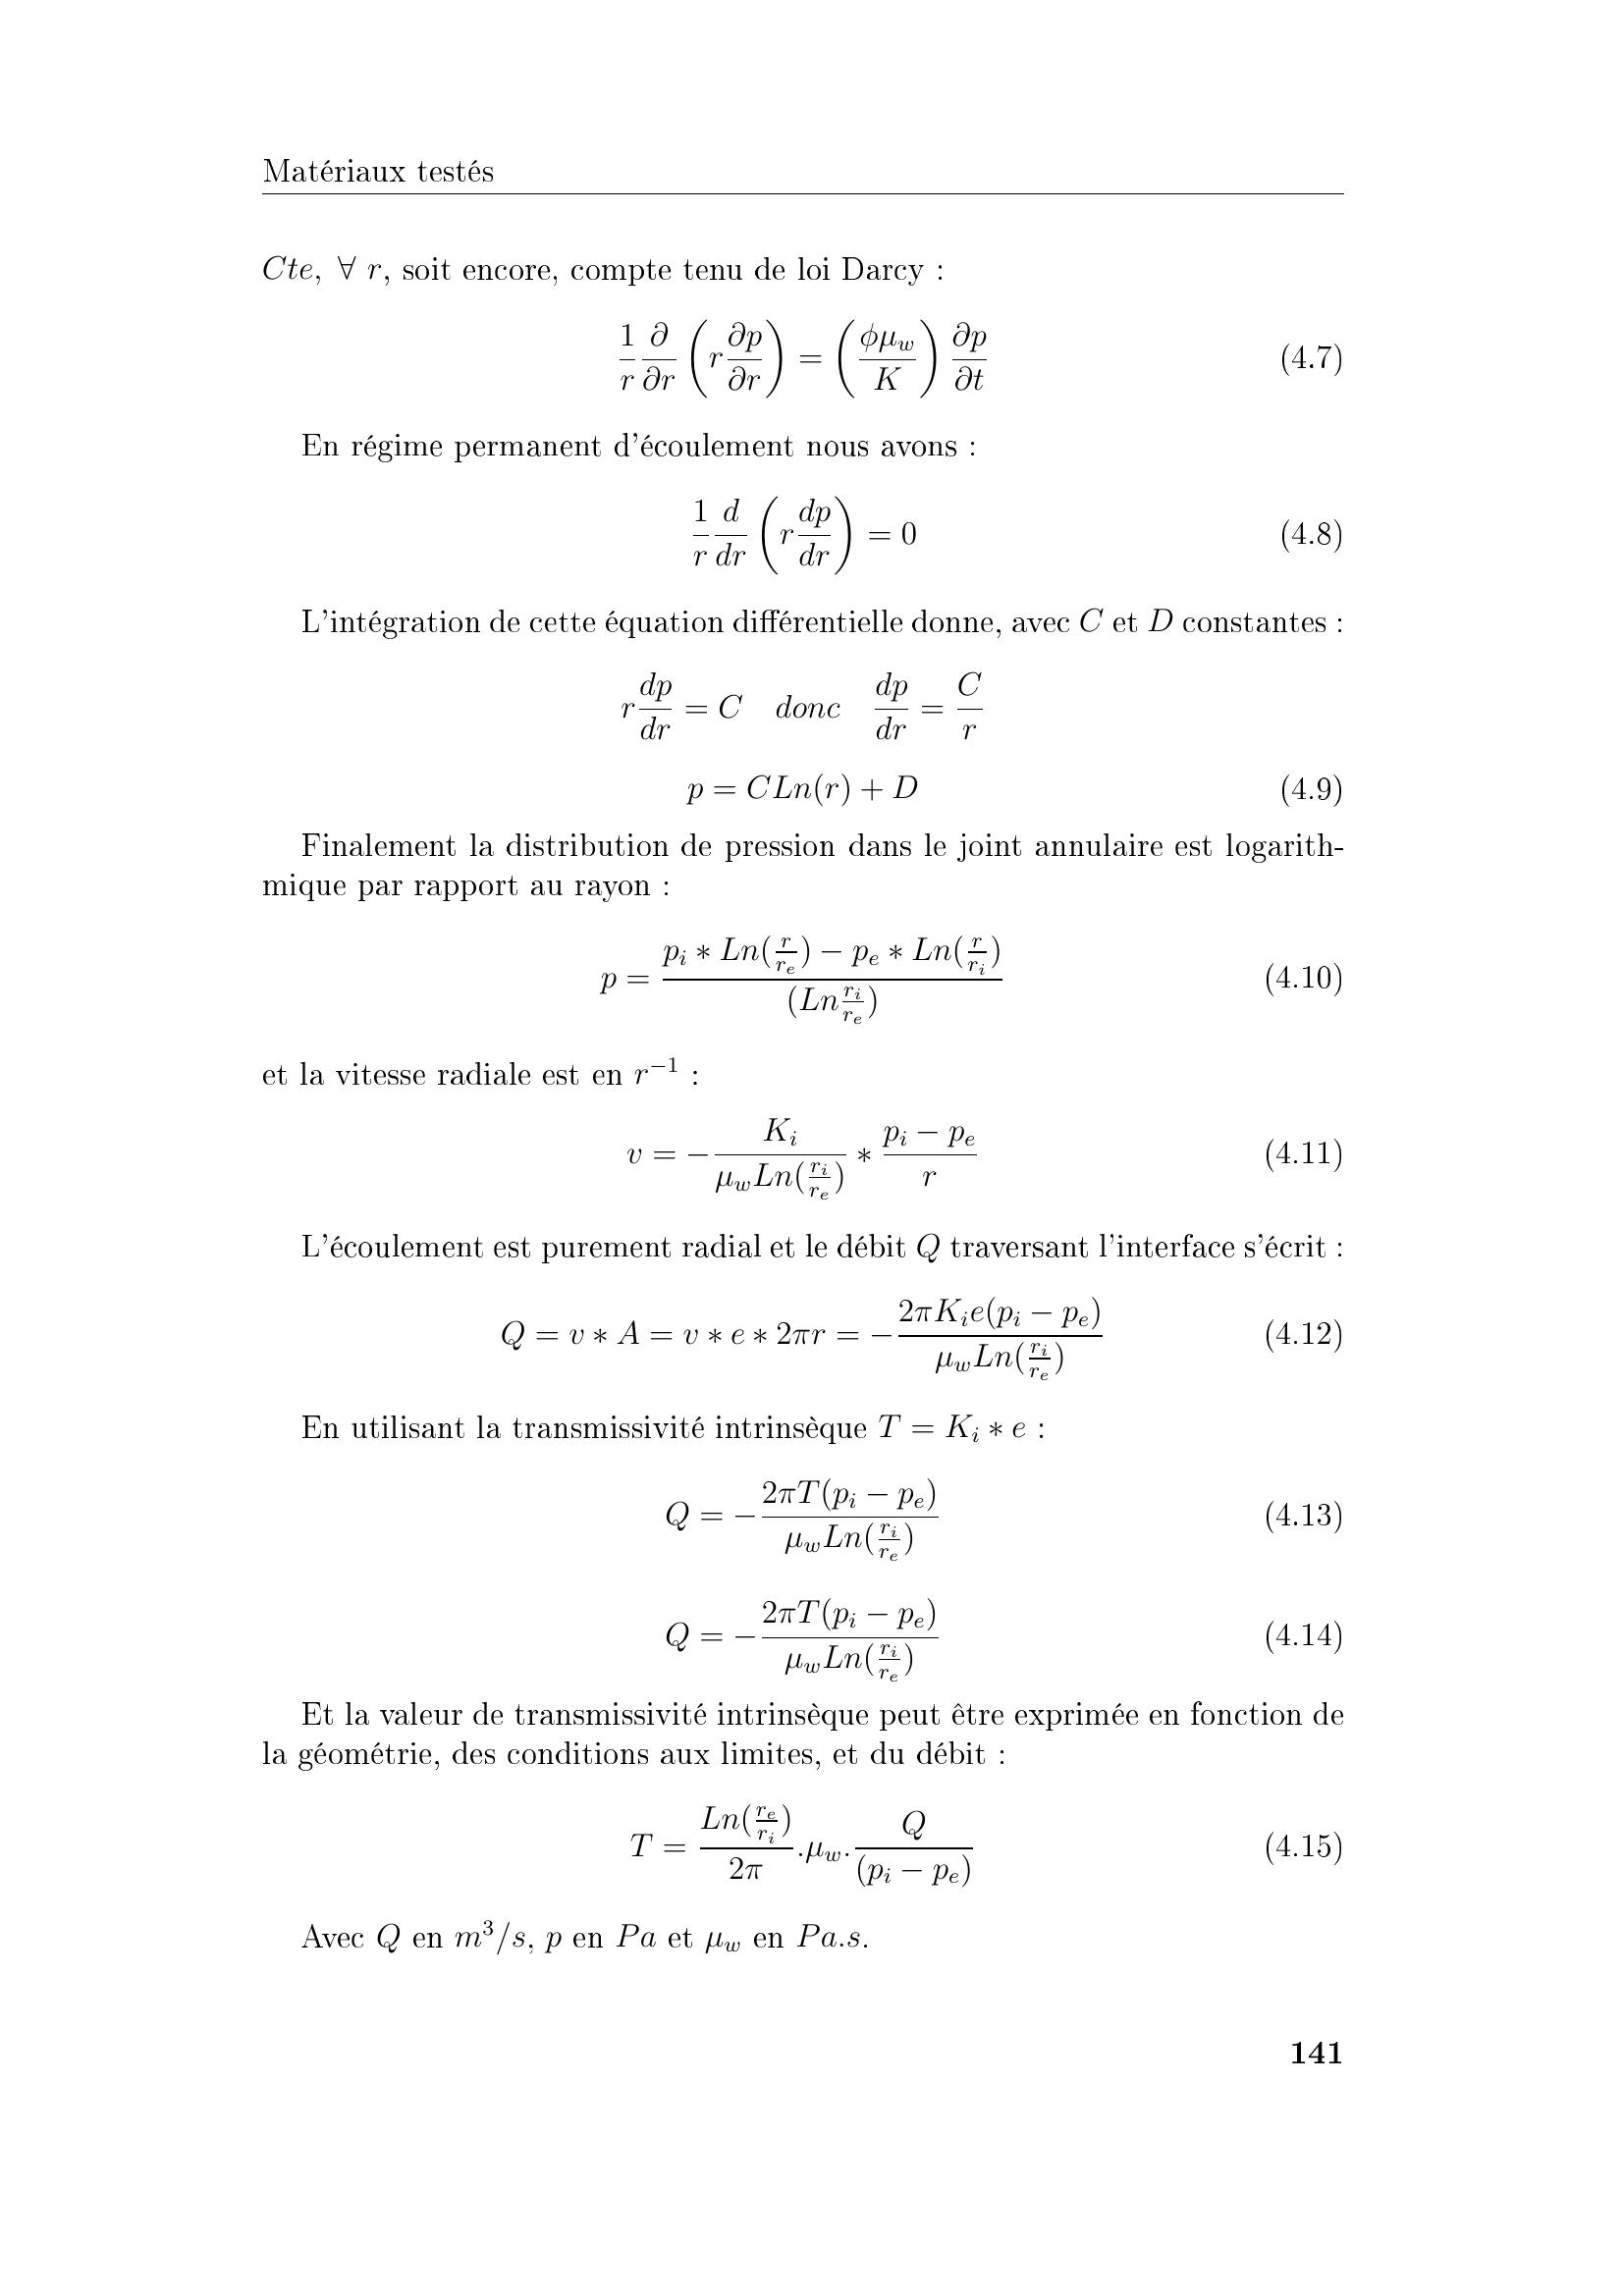 Matériaux testés
$Cte, \ \forall \ r$, soit encore, compte tenu de loi Darcy :
$$\frac{1}{r}\frac{\partial}{\partial r}\left(r\frac{\partial p}{\partial r}\right) = \left(\frac{\phi\mu_w}{K}\right)\frac{\partial p}{\partial t} \quad (4.7)$$
En régime permanent d'écoulement nous avons :
$$\frac{1}{r}\frac{d}{dr}\left(r\frac{dp}{dr}\right) = 0 \quad (4.8)$$
L'intégration de cette équation différentielle donne, avec $C$ et $D$ constantes :
$$r\frac{dp}{dr} = C \quad donc \quad \frac{dp}{dr} = \frac{C}{r}$$
$$p = CLn(r) + D \quad (4.9)$$
Finalement la distribution de pression dans le joint annulaire est logarith-
mique par rapport au rayon :
$$p = \frac{p_i * Ln(\frac{r}{r_e}) - p_e * Ln(\frac{r}{r_i})}{(Ln\frac{r_i}{r_e})} \quad (4.10)$$
et la vitesse radiale est en $r^{-1}$ :
$$v = -\frac{K_i}{\mu_w Ln(\frac{r_i}{r_e})} * \frac{p_i - p_e}{r} \quad (4.11)$$
L'écoulement est purement radial et le débit $Q$ traversant l'interface s'écrit :
$$Q = v * A = v * e * 2\pi r = -\frac{2\pi K_i e(p_i - p_e)}{\mu_w Ln(\frac{r_i}{r_e})} \quad (4.12)$$
En utilisant la transmissivité intrinsèque $T = K_i * e$ :
$$Q = -\frac{2\pi T(p_i - p_e)}{\mu_w Ln(\frac{r_i}{r_e})} \quad (4.13)$$
$$Q = -\frac{2\pi T(p_i - p_e)}{\mu_w Ln(\frac{r_i}{r_e})} \quad (4.14)$$
Et la valeur de transmissivité intrinsèque peut être exprimée en fonction de
la géométrie, des conditions aux limites, et du débit :
$$T = \frac{Ln(\frac{r_e}{r_i})}{2\pi}.\mu_w.\frac{Q}{(p_i - p_e)} \quad (4.15)$$
Avec $Q$ en $m^3/s$, $p$ en $Pa$ et $\mu_w$ en $Pa.s$.
141